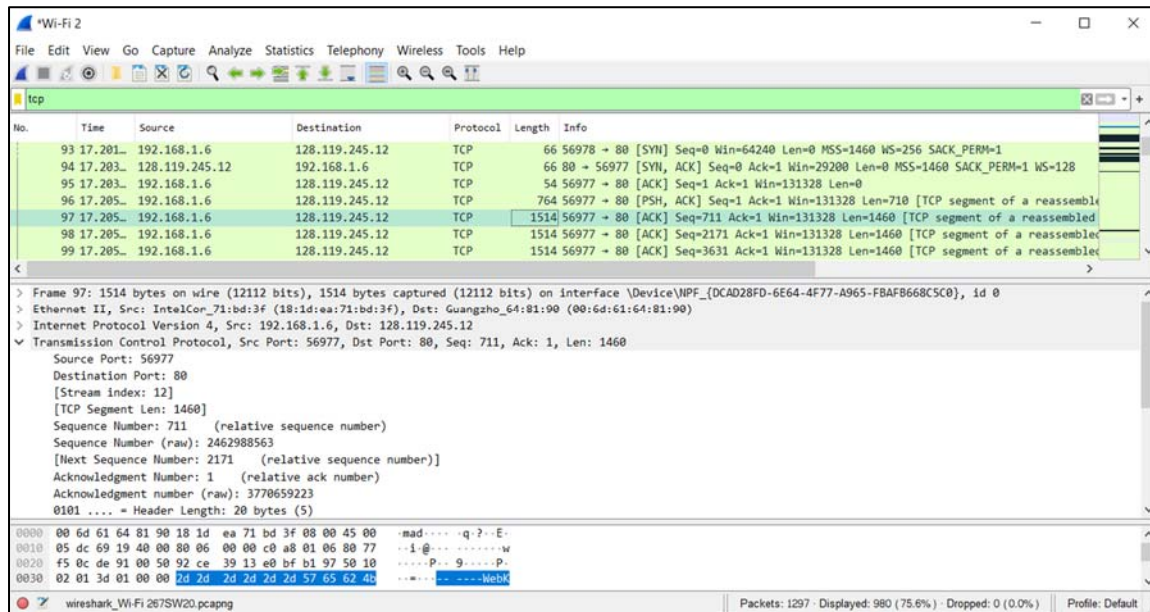 *Wi-Fi 2
File Edit View Go Capture Analyze Statistics Telephony Wireless Tools Help
tcp
No. Time Source Destination Protocol Length Info
93 17.201… 192.168.1.6 128.119.245.12 TCP 66 56978 → 80 [SYN] Seq=0 Win=64240 Len=0 MSS=1460 WS=256 SACK_PERM=1
94 17.203… 128.119.245.12 192.168.1.6 TCP 66 80 → 56977 [SYN, ACK] Seq=0 Ack=1 Win=29200 Len=0 MSS=1460 SACK_PERM=1 WS=128
95 17.203… 192.168.1.6 128.119.245.12 TCP 54 56977 → 80 [ACK] Seq=1 Ack=1 Win=131328 Len=0
96 17.205… 192.168.1.6 128.119.245.12 TCP 764 56977 → 80 [PSH, ACK] Seq=1 Ack=1 Win=131328 Len=710 [TCP segment of a reassemble
97 17.205… 192.168.1.6 128.119.245.12 TCP 1514 56977 → 80 [ACK] Seq=711 Ack=1 Win=131328 Len=1460 [TCP segment of a reassembled
98 17.205… 192.168.1.6 128.119.245.12 TCP 1514 56977 → 80 [ACK] Seq=2171 Ack=1 Win=131328 Len=1460 [TCP segment of a reassembled
99 17.205… 192.168.1.6 128.119.245.12 TCP 1514 56977 → 80 [ACK] Seq=3631 Ack=1 Win=131328 Len=1460 [TCP segment of a reassembled
> Frame 97: 1514 bytes on wire (12112 bits), 1514 bytes captured (12112 bits) on interface \Device\NPF_{DCAD28FD-6E64-4F77-A965-FBAFB668C5C0}, id 0
> Ethernet II, Src: IntelCor_71:bd:3f (18:1d:ea:71:bd:3f), Dst: Guangzho_64:81:90 (00:6d:61:64:81:90)
> Internet Protocol Version 4, Src: 192.168.1.6, Dst: 128.119.245.12
Transmission Control Protocol, Src Port: 56977, Dst Port: 80, Seq: 711, Ack: 1, Len: 1460
Source Port: 56977
Destination Port: 80
[Stream index: 12]
[TCP Segment Len: 1460]
Sequence Number: 711 (relative sequence number)
Sequence Number (raw): 2462988563
[Next Sequence Number: 2171 (relative sequence number)]
Acknowledgment Number: 1 (relative ack number)
Acknowledgment number (raw): 3770659223
0101 .... = Header Length: 20 bytes (5)
0000 00 6d 61 64 81 90 18 1d ea 71 bd 3f 08 00 45 00 ·mad···· ·q·?··E·
0010 05 dc 69 19 40 00 80 06 00 00 c0 a8 01 06 80 77 ··i·@··· ·······w
0020 f5 0c de 91 00 50 92 ce 39 13 e0 bf b1 97 50 10 ·····P·· 9·····P·
0030 02 01 3d 01 00 00 2d 2d 2d 2d 2d 2d 57 65 62 4b ··=···-- ----WebK
wireshark_Wi-Fi 267SW20.pcapng Packets: 1297 · Displayed: 980 (75.6%) · Dropped: 0 (0.0%) Profile: Default